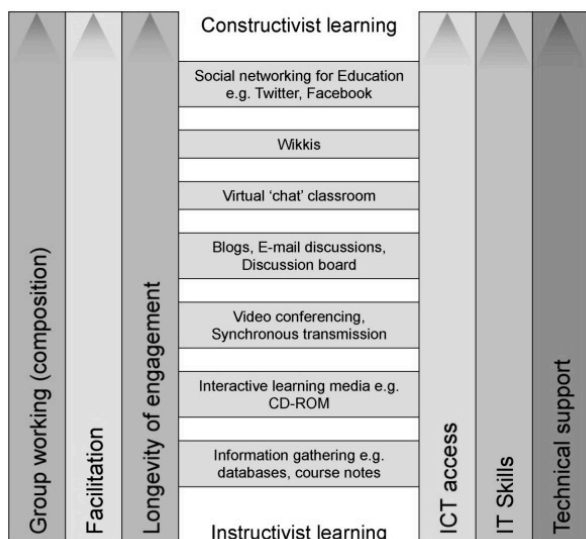 Constructivist learning
Social networking for Education
e.g. Twitter, Facebook
Wikkis
Virtual ‘chat’ classroom
Blogs, E-mail discussions,
Discussion board
Video conferencing,
Synchronous transmission
Interactive learning media e.g.
CD-ROM
Information gathering e.g.
databases, course notes
Instructivist learning
Group working (composition)
Facilitation
Longevity of engagement
ICT access
IT Skills
Technical support